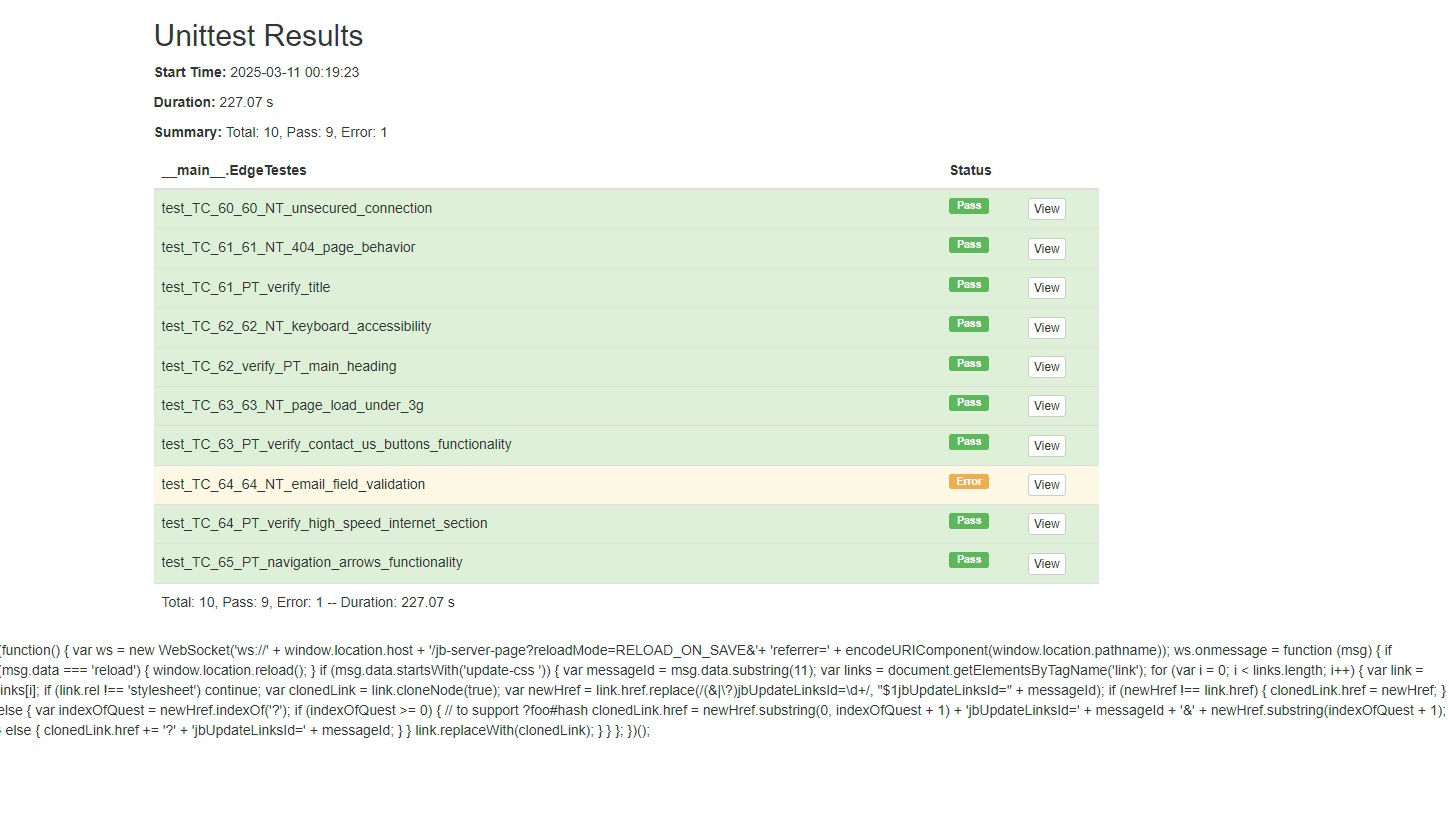 Unittest Results
Start Time: 2025-03-11 00:19:23
Duration: 227.07 s
Summary: Total: 10, Pass: 9, Error: 1
__main__.EdgeTestes Status
test_TC_60_60_NT_unsecured_connection Pass View
test_TC_61_61_NT_404_page_behavior Pass View
test_TC_61_PT_verify_title Pass View
test_TC_62_62_NT_keyboard_accessibility Pass View
test_TC_62_verify_PT_main_heading Pass View
test_TC_63_63_NT_page_load_under_3g Pass View
test_TC_63_PT_verify_contact_us_buttons_functionality Pass View
test_TC_64_64_NT_email_field_validation Error View
test_TC_64_PT_verify_high_speed_internet_section Pass View
test_TC_65_PT_navigation_arrows_functionality Pass View
Total: 10, Pass: 9, Error: 1 -- Duration: 227.07 s
(function() { var ws = new WebSocket('ws://' + window.location.host + '/jb-server-page?reloadMode=RELOAD_ON_SAVE&'+ 'referrer=' + encodeURIComponent(window.location.pathname)); ws.onmessage = function (msg) { if
(msg.data === 'reload') { window.location.reload(); } if (msg.data.startsWith('update-css ')) { var messageId = msg.data.substring(11); var links = document.getElementsByTagName('link'); for (var i = 0; i < links.length; i++) { var link =
links[i]; if (link.rel !== 'stylesheet') continue; var clonedLink = link.cloneNode(true); var newHref = link.href.replace(/(&|\?)jbUpdateLinksId=\d+/, "$1jbUpdateLinksId=" + messageId); if (newHref !== link.href) { clonedLink.href = newHref; }
else { var indexOfQuest = newHref.indexOf('?'); if (indexOfQuest >= 0) { // to support ?foo#hash clonedLink.href = newHref.substring(0, indexOfQuest + 1) + 'jbUpdateLinksId=' + messageId + '&' + newHref.substring(indexOfQuest + 1);
} else { clonedLink.href += '?' + 'jbUpdateLinksId=' + messageId; } } link.replaceWith(clonedLink); } } }; })();